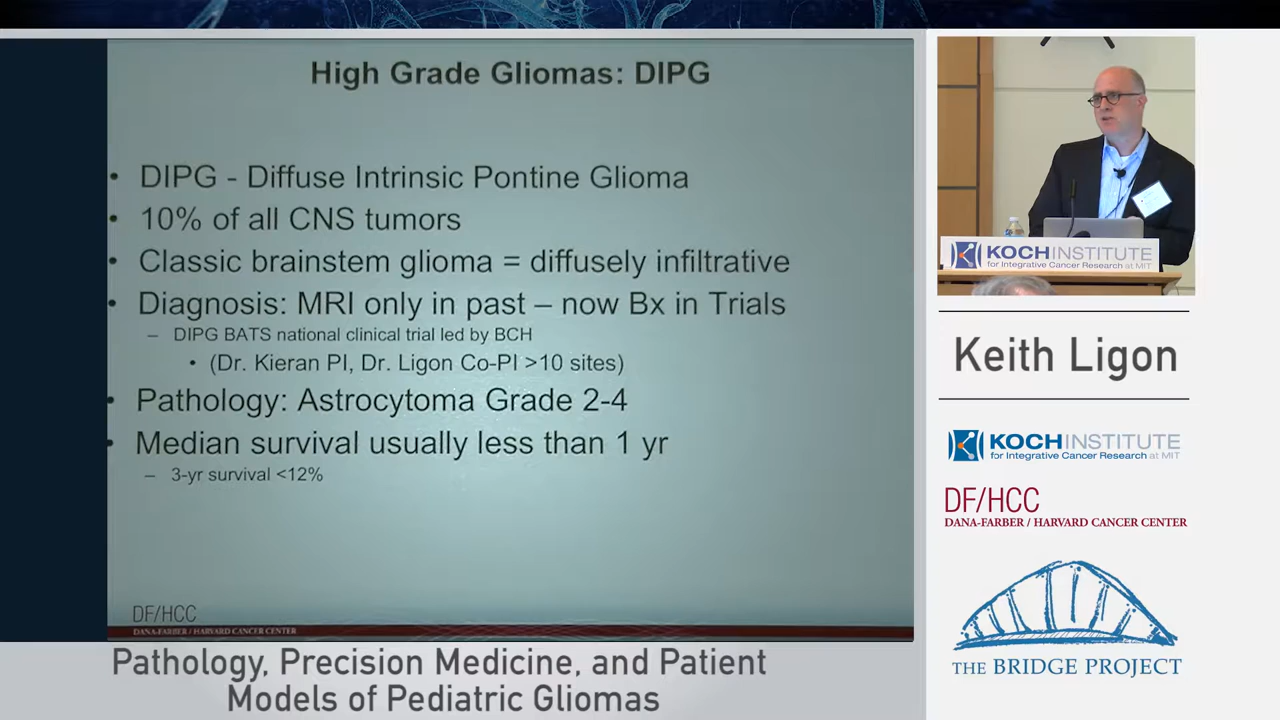 High Grade Gliomas: DIPG
• DIPG - Diffuse Intrinsic Pontine Glioma
• 10% of all CNS tumors
• Classic brainstem glioma = diffusely infiltrative
• Diagnosis: MRI only in past – now Bx in Trials
– DIPG BATS national clinical trial led by BCH
• (Dr. Kieran PI, Dr. Ligon Co-PI >10 sites)
• Pathology: Astrocytoma Grade 2-4
• Median survival usually less than 1 yr
– 3-yr survival <12%
DF/HCC
DANA-FARBER / HARVARD CANCER CENTER
Pathology, Precision Medicine, and Patient
Models of Pediatric Gliomas
KOCH INSTITUTE
for Integrative Cancer Research at MIT
Keith Ligon
KOCH INSTITUTE
for Integrative Cancer Research at MIT
DF/HCC
DANA-FARBER / HARVARD CANCER CENTER
THE BRIDGE PROJECT